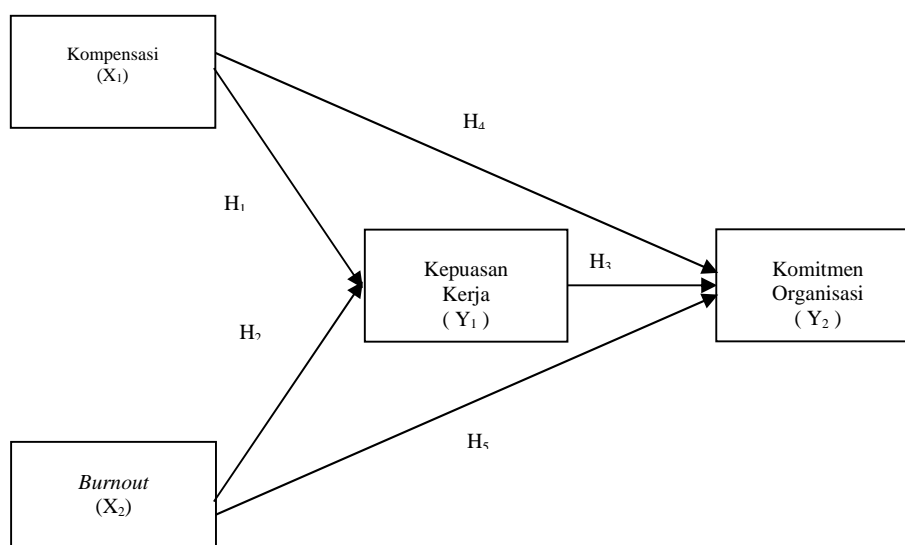 Kompensasi
(X₁)
H₄
H₁
Kepuasan
Kerja
( Y₁ )
H₃
Komitmen
Organisasi
( Y₂ )
H₂
H₅
Burnout
(X₂)